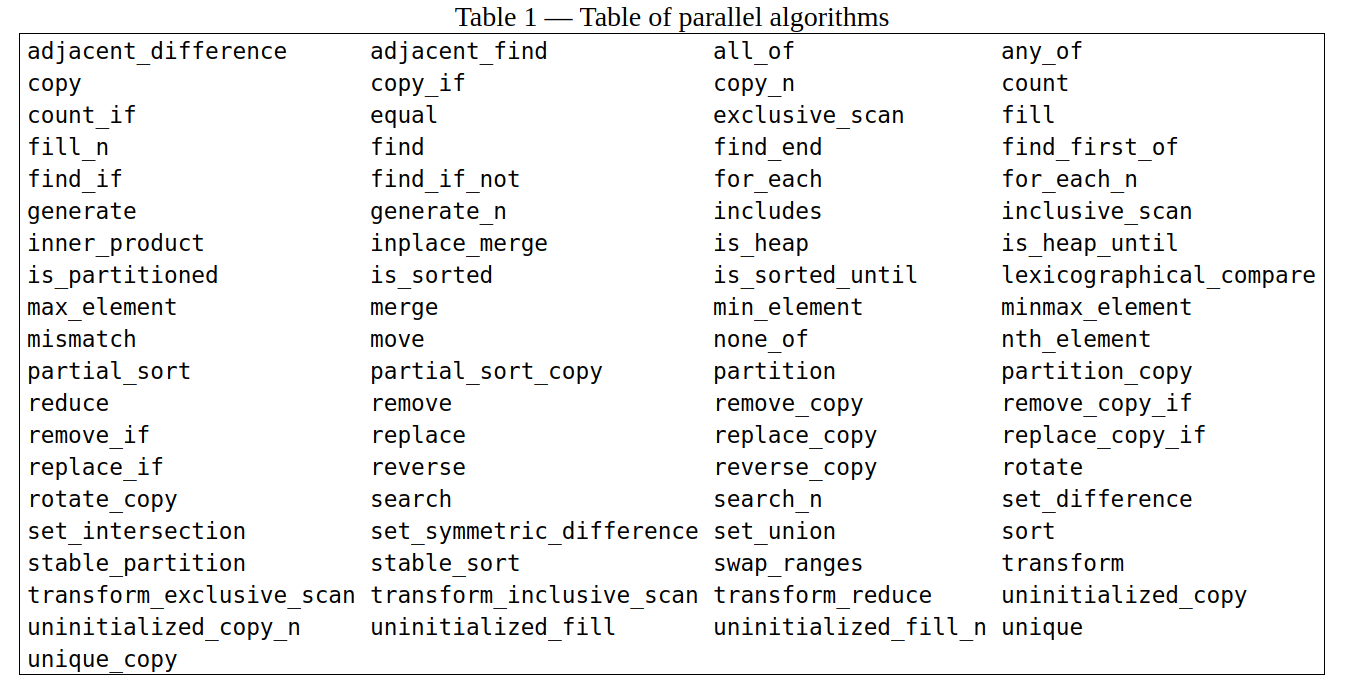 Table 1 — Table of parallel algorithms
adjacent_difference adjacent_find all_of any_of
copy copy_if copy_n count
count_if equal exclusive_scan fill
fill_n find find_end find_first_of
find_if find_if_not for_each for_each_n
generate generate_n includes inclusive_scan
inner_product inplace_merge is_heap is_heap_until
is_partitioned is_sorted is_sorted_until lexicographical_compare
max_element merge min_element minmax_element
mismatch move none_of nth_element
partial_sort partial_sort_copy partition partition_copy
reduce remove remove_copy remove_copy_if
remove_if replace replace_copy replace_copy_if
replace_if reverse reverse_copy rotate
rotate_copy search search_n set_difference
set_intersection set_symmetric_difference set_union sort
stable_partition stable_sort swap_ranges transform
transform_exclusive_scan transform_inclusive_scan transform_reduce uninitialized_copy
uninitialized_copy_n uninitialized_fill uninitialized_fill_n unique
unique_copy